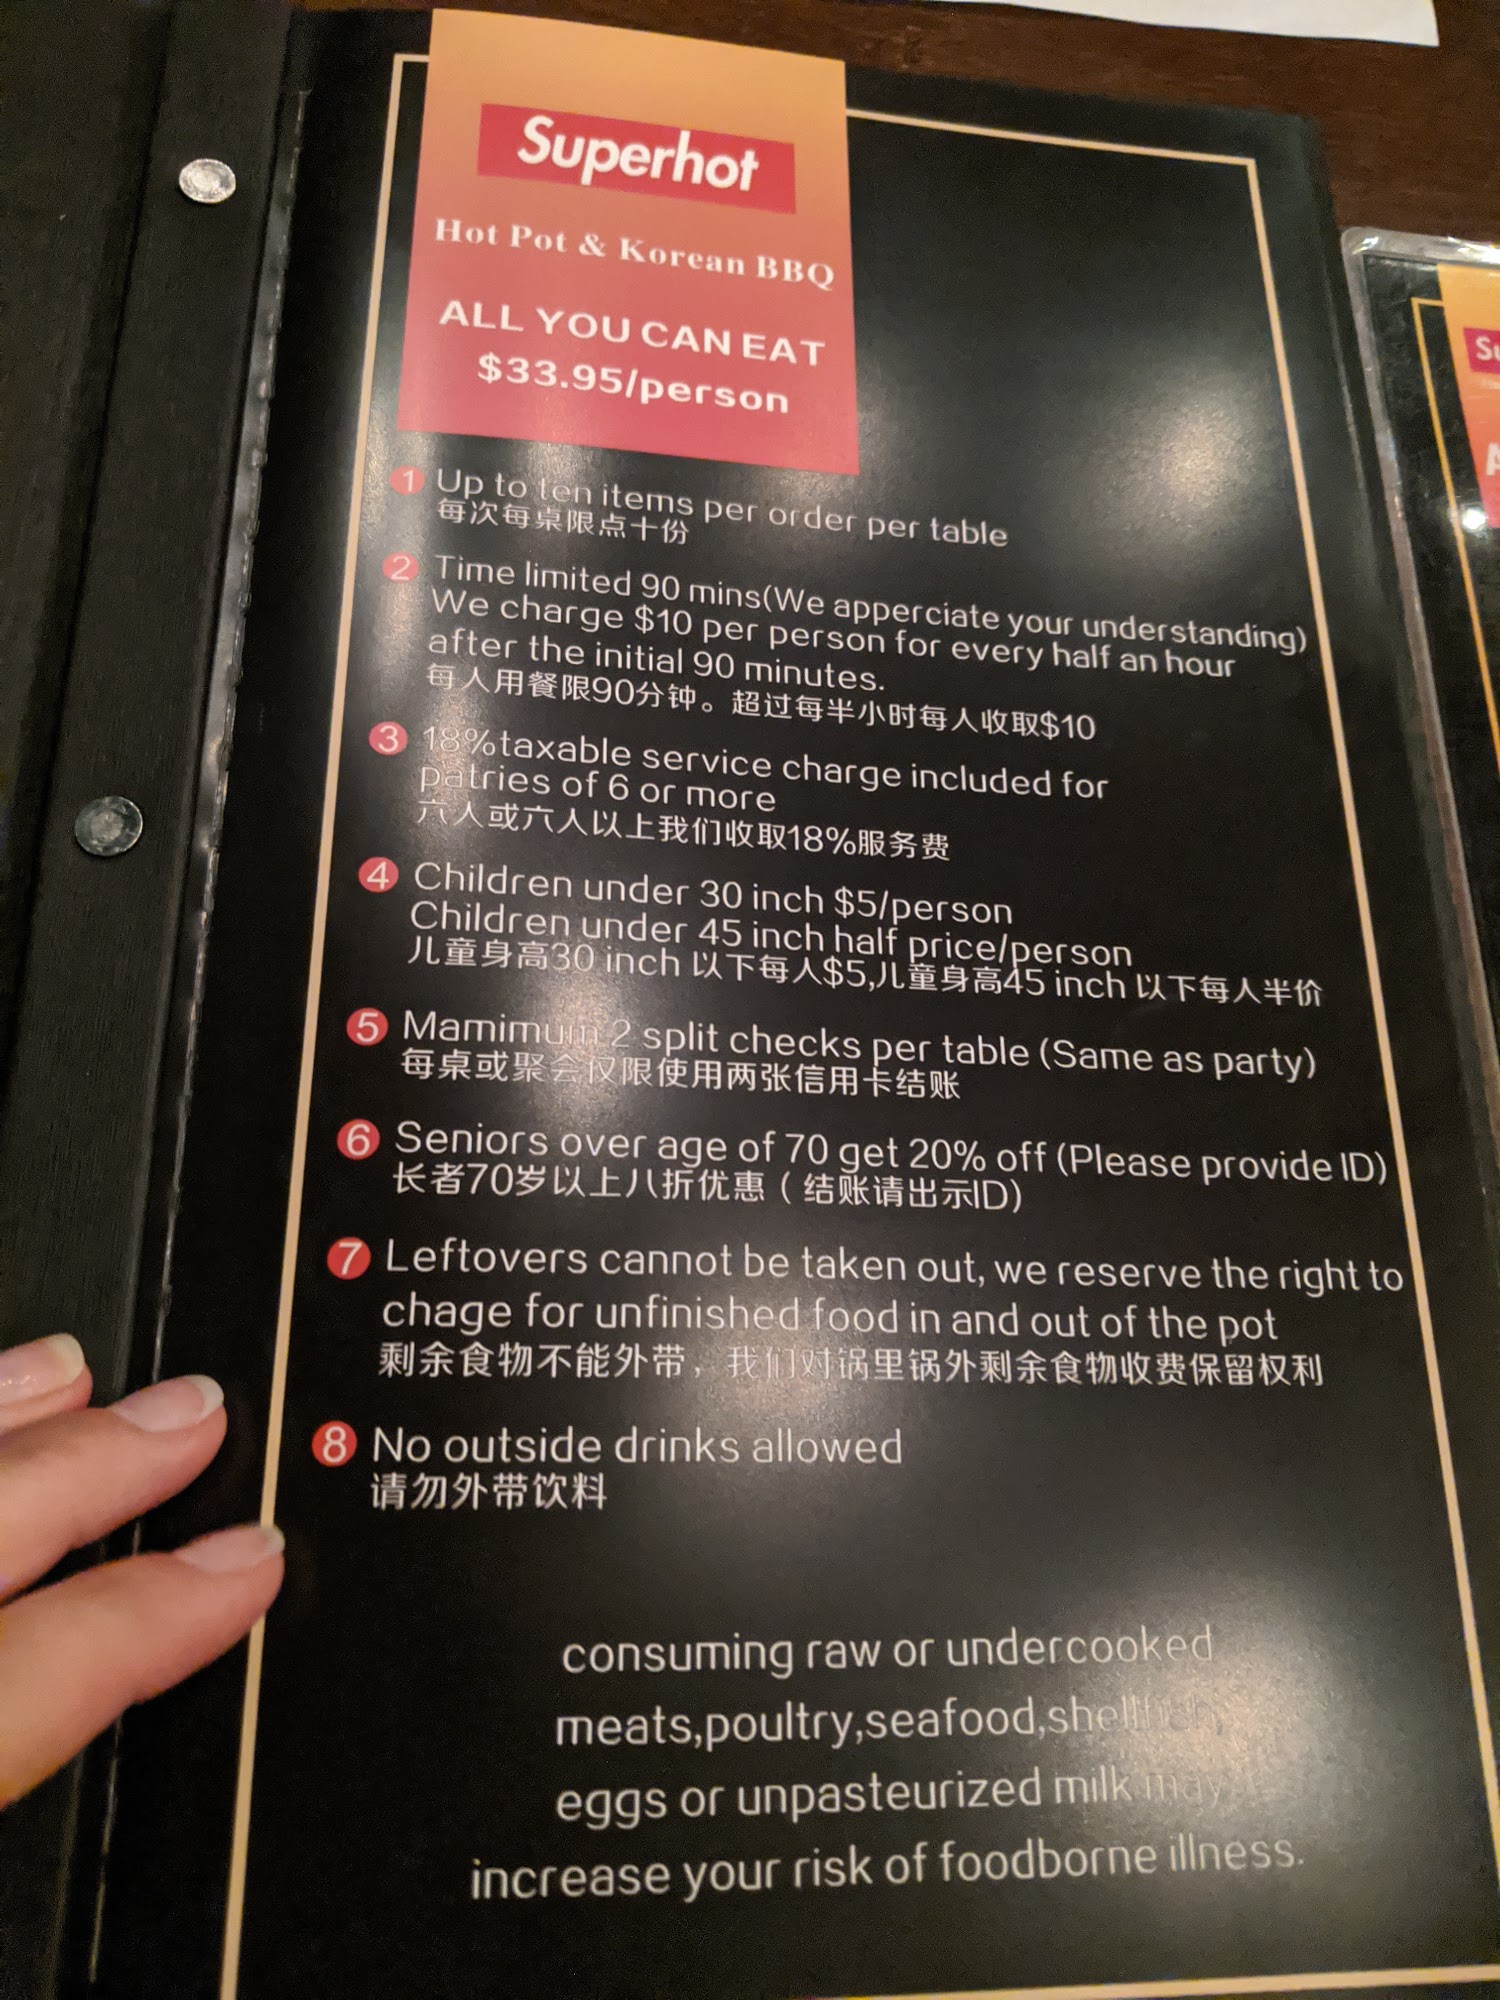 Superhot
Hot Pot & Korean BBQ
ALL YOU CAN EAT
$33.95/person
1 Up to ten items per order per table
每次每桌限点十份
2 Time limited 90 mins(We apperciate your understanding)
We charge $10 per person for every half an hour
after the initial 90 minutes.
每人用餐限90分钟。超过每半小时每人收取$10
3 18%taxable service charge included for
patries of 6 or more
六人或六人以上我们收取18%服务费
4 Children under 30 inch $5/person
Children under 45 inch half price/person
儿童身高30 inch 以下每人$5,儿童身高45 inch 以下每人半价
5 Mamimum 2 split checks per table (Same as party)
每桌或聚会仅限使用两张信用卡结账
6 Seniors over age of 70 get 20% off (Please provide ID)
长者70岁以上八折优惠（结账请出示ID)
7 Leftovers cannot be taken out, we reserve the right to
chage for unfinished food in and out of the pot
剩余食物不能外带，我们对锅里锅外剩余食物收费保留权利
8 No outside drinks allowed
请勿外带饮料
consuming raw or undercooked
meats,poultry,seafood,shellfish,
eggs or unpasteurized milk may
increase your risk of foodborne illness.
Su